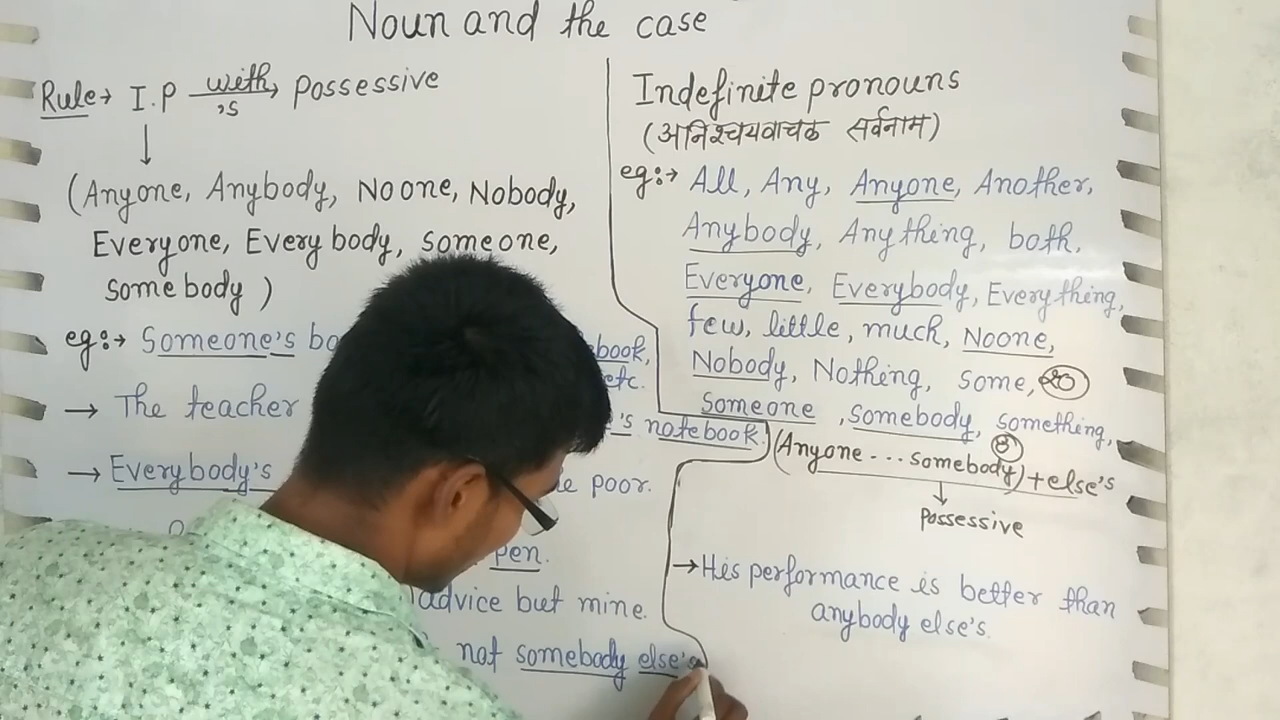 Noun and the case
Rule→ I.P with 's possessive
(Anyone, Anybody, Noone, Nobody,
Everyone, Everybody, someone,
somebody)
eg:→ Someone's bo book,
etc.
→ The teacher 's notebook.
→ Everybody's poor.
pen.
advice but mine.
not somebody else's
Indefinite pronouns
(अनिश्चयवाचक सर्वनाम)
eg:→ All, Any, Anyone, Another,
Anybody, Anything, both,
Everyone, Everybody, Everything,
few, little, much, Noone,
Nobody, Nothing, some, 20
someone, somebody, something,
8
(Anyone ... somebody) + else's
Possessive
→ His performance is better than
anybody else's.